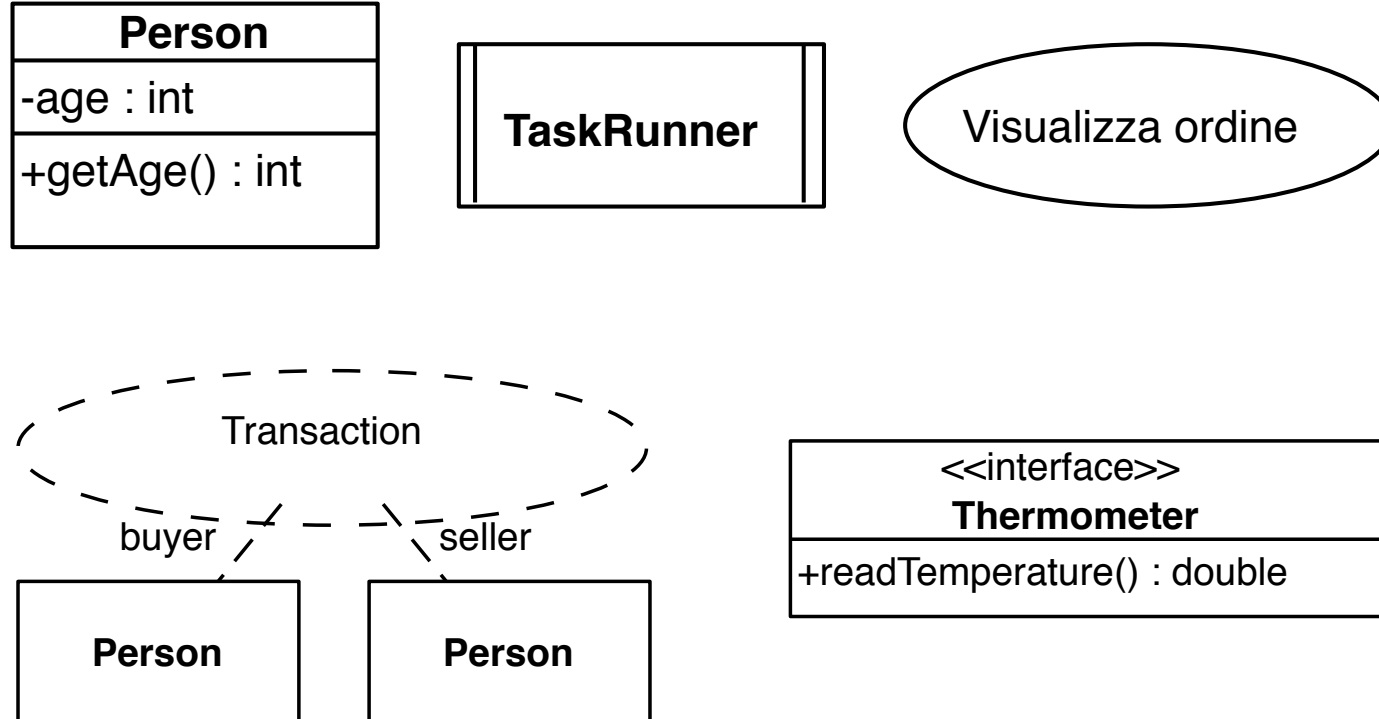 Person
-age : int
+getAge() : int
TaskRunner
Visualizza ordine
Transaction
buyer
seller
Person
Person
<<interface>>
Thermometer
+readTemperature() : double